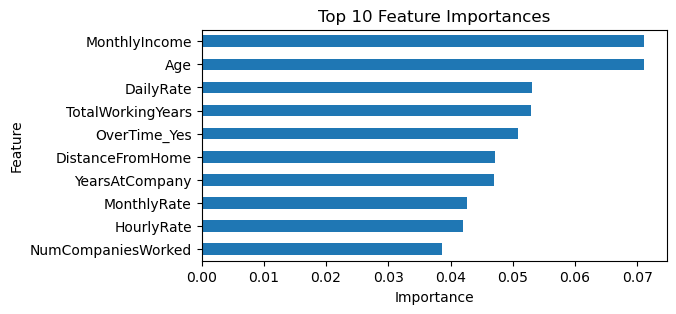 Top 10 Feature Importances
Feature
MonthlyIncome
Age
DailyRate
TotalWorkingYears
OverTime_Yes
DistanceFromHome
YearsAtCompany
MonthlyRate
HourlyRate
NumCompaniesWorked
0.00 0.01 0.02 0.03 0.04 0.05 0.06 0.07
Importance